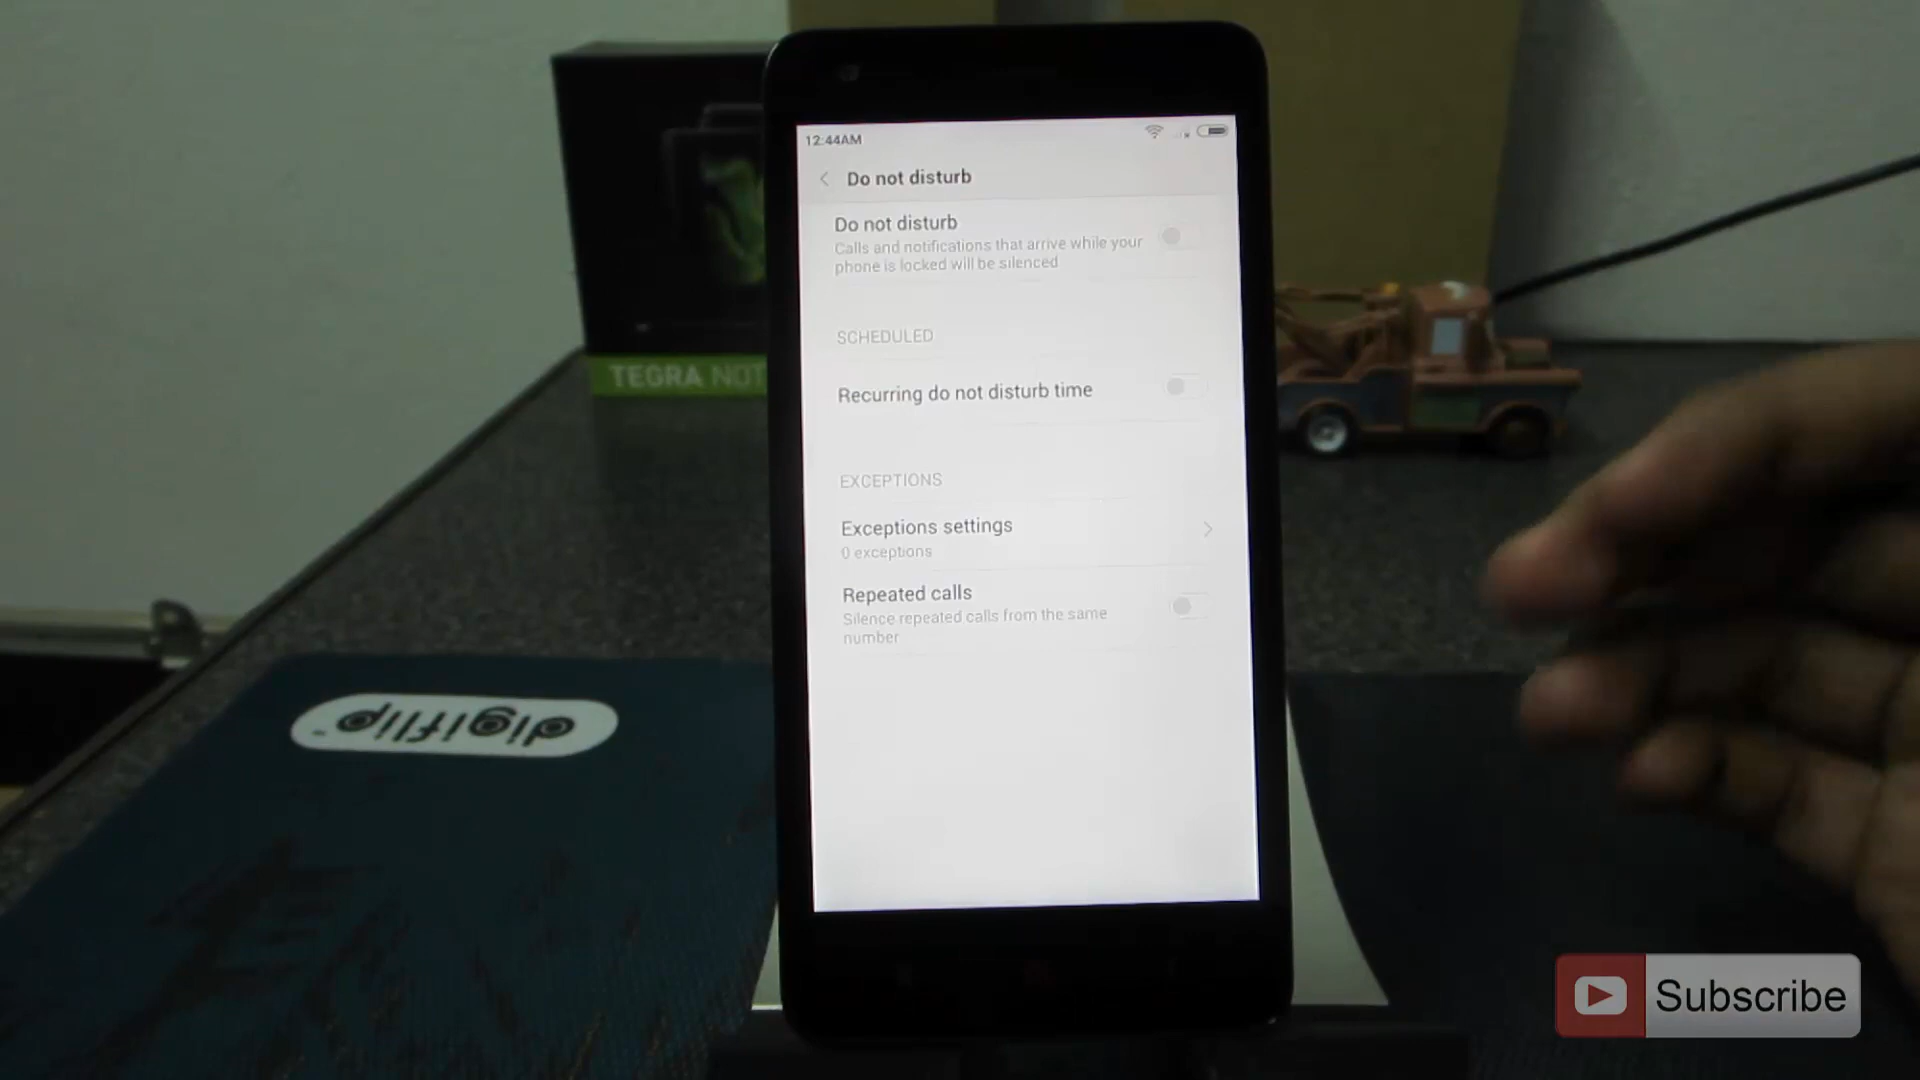 12:44AM
Do not disturb
Do not disturb
Calls and notifications that arrive while your
phone is locked will be silenced
SCHEDULED
Recurring do not disturb time
EXCEPTIONS
Exceptions settings
0 exceptions
Repeated calls
Silence repeated calls from the same
number
TEGRA NOT
digiflip™
Subscribe